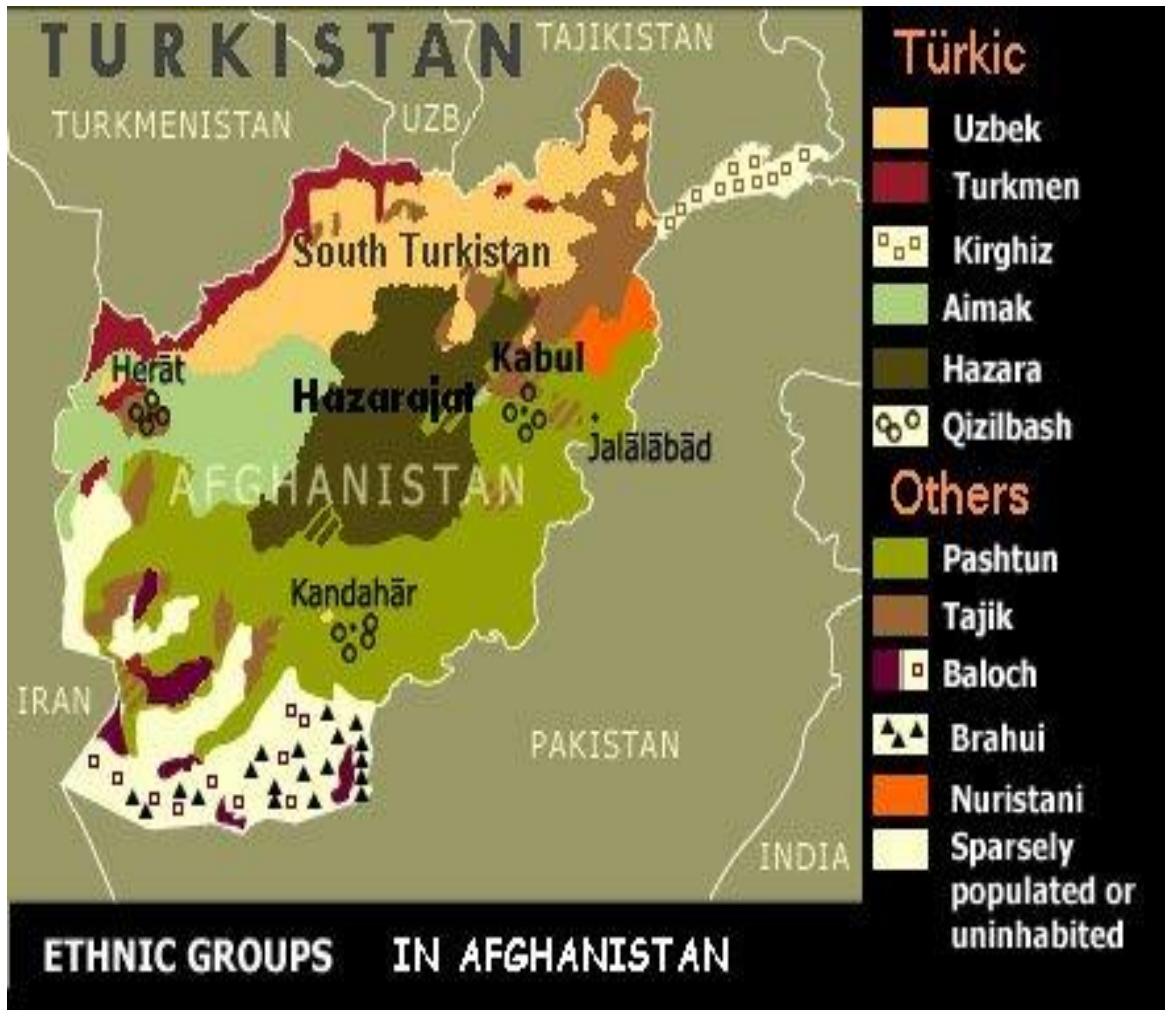 TURKISTAN
TAJIKISTAN
TURKMENISTAN
UZB
South Turkistan
Herāt
Kabul
Hazarajat
Jalālābād
AFGHANISTAN
Kandahār
IRAN
PAKISTAN
INDIA
ETHNIC GROUPS IN AFGHANISTAN
Türkic
Uzbek
Turkmen
Kirghiz
Aimak
Hazara
Qizilbash
Others
Pashtun
Tajik
Baloch
Brahui
Nuristani
Sparsely
populated or
uninhabited